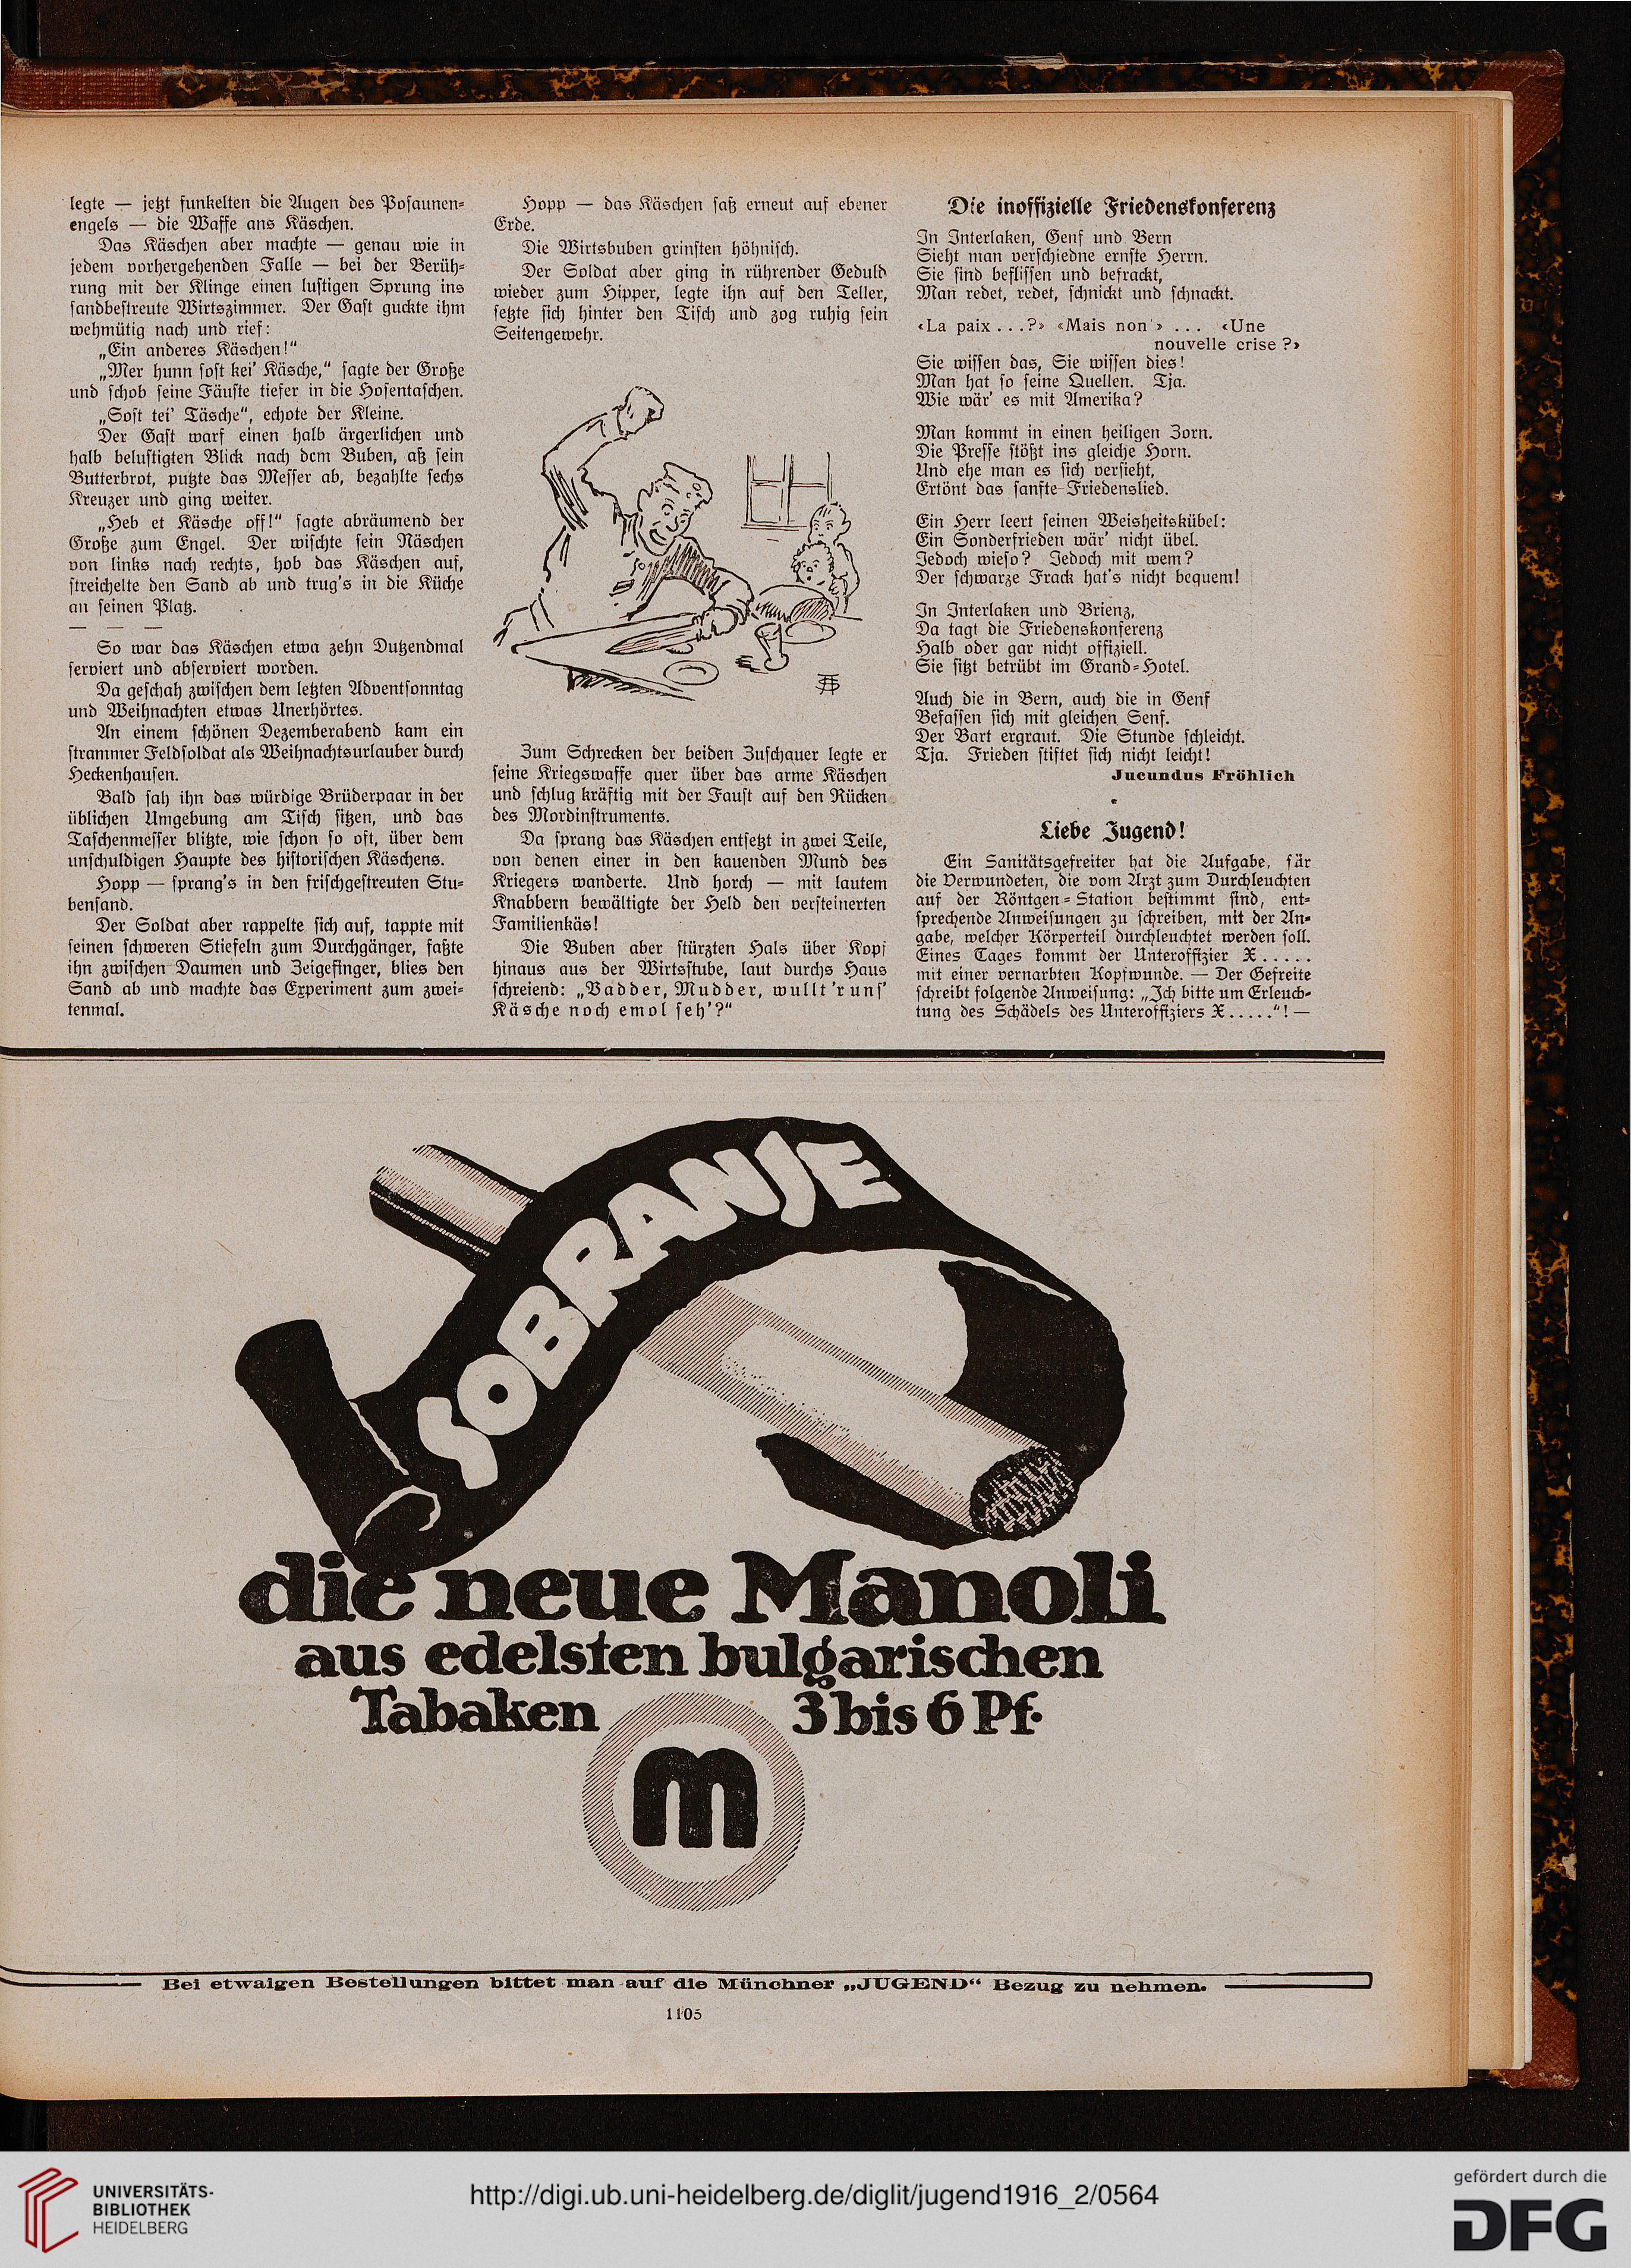 legte — jetzt funkelten die Augen des Posaunen-
engels — die Waffe ans Käschen.
Das Käschen aber machte — genau wie in
jedem vorhergehenden Falle — bei der Berüh-
rung mit der Klinge einen lustigen Sprung ins
sandbestreute Wirtszimmer. Der Gast guckte ihm
wehmütig nach und rief:
„Ein anderes Käschen!“
„Mer hunn sost kei' Käsche,“ sagte der Große
und schob seine Fäuste tiefer in die Hosentaschen.
„Sost tei' Täsche“, echote der Kleine.
Der Gast warf einen halb ärgerlichen und
halb belustigten Blick nach dem Buben, aß sein
Butterbrot, putzte das Messer ab, bezahlte sechs
Kreuzer und ging weiter.
„Heb et Käsche off!“ sagte abräumend der
Große zum Engel. Der wischte sein Näschen
von links nach rechts, hob das Käschen auf,
streichelte den Sand ab und trug's in die Küche
an seinen Platz.
— — —
So war das Käschen etwa zehn Dutzendmal
serviert und abserviert worden.
Da geschah zwischen dem letzten Adventsonntag
und Weihnachten etwas Unerhörtes.
An einem schönen Dezemberabend kam ein
strammer Feldsoldat als Weihnachtsurlauber durch
Heckenhausen.
Bald sah ihn das würdige Brüderpaar in der
üblichen Umgebung am Tisch sitzen, und das
Taschenmesser blitzte, wie schon so oft, über dem
unschuldigen Haupte des historischen Käschens.
Hopp — sprang's in den frischgestreuten Stu-
bensand.
Der Soldat aber rappelte sich auf, tappte mit
seinen schweren Stiefeln zum Durchgänger, faßte
ihn zwischen Daumen und Zeigefinger, blies den
Sand ab und machte das Experiment zum zwei-
tenmal.
Hopp — das Käschen saß erneut auf ebener
Erde.
Die Wirtsbuben grinsten höhnisch.
Der Soldat aber ging in rührender Geduld
wieder zum Hipper, legte ihn auf den Teller,
setzte sich hinter den Tisch und zog ruhig sein
Seitengewehr.
Zum Schrecken der beiden Zuschauer legte er
seine Kriegswaffe quer über das arme Käschen
und schlug kräftig mit der Faust auf den Rücken
des Mordinstruments.
Da sprang das Käschen entsetzt in zwei Teile,
von denen einer in den kauenden Mund des
Kriegers wanderte. Und horch — mit lautem
Knabbern bewältigte der Held den versteinerten
Familienkäs!
Die Buben aber stürzten Hals über Kopf
hinaus aus der Wirtsstube, laut durchs Haus
schreiend: „Vadder, Mudder, wullt 'r uns'
Käsche noch emol seh'?“
Die inoffizielle Friedenskonferenz
In Interlaken, Genf und Bern
Sieht man verschiedne ernste Herrn.
Sie sind beflissen und befrackt,
Man redet, redet, schnickt und schnackt.
‹La paix . . .?› ‹Mais non› . . . ‹Une
nouvelle crise?›
Sie wissen das, Sie wissen dies!
Man hat so seine Quellen. Tja.
Wie wär' es mit Amerika?
Man kommt in einen heiligen Zorn.
Die Presse stößt ins gleiche Horn.
Und ehe man es sich versieht,
Ertönt das sanfte Friedenslied.
Ein Herr leert seinen Weisheitskübel:
Ein Sonderfrieden wär' nicht übel.
Jedoch wieso? Jedoch mit wem?
Der schwarze Frack hat's nicht bequem!
In Interlaken und Brienz,
Da tagt die Friedenskonferenz
Halb oder gar nicht offiziell.
Sie sitzt betrübt im Grand-Hotel.
Auch die in Bern, auch die in Genf
Befassen sich mit gleichen Senf.
Der Bart ergraut. Die Stunde schleicht.
Tja. Frieden stiftet sich nicht leicht!
Jucundus Fröhlich
Liebe Jugend!
Ein Sanitätsgefreiter hat die Aufgabe, für
die Verwundeten, die vom Arzt zum Durchleuchten
auf der Röntgen-Station bestimmt sind, ent-
sprechende Anweisungen zu schreiben, mit der An-
gabe, welcher Körperteil durchleuchtet werden soll.
Eines Tages kommt der Unteroffizier X.....
mit einer vernarbten Kopfwunde. — Der Gefreite
schreibt folgende Anweisung: „Ich bitte um Erleuch-
tung des Schädels des Unteroffiziers X.....“! —
SOBRANJE
die neue Manoli
aus edelsten bulgarischen
Tabaken 3 bis 6 Pf.
m
Bei etwaigen Bestellungen bittet man auf die Münchner „JUGEND“ Bezug zu nehmen.
1105
UNIVERSITÄTS-
BIBLIOTHEK
HEIDELBERG
http://digi.ub.uni-heidelberg.de/diglit/jugend1916_2/0564
gefördert durch die
DFG